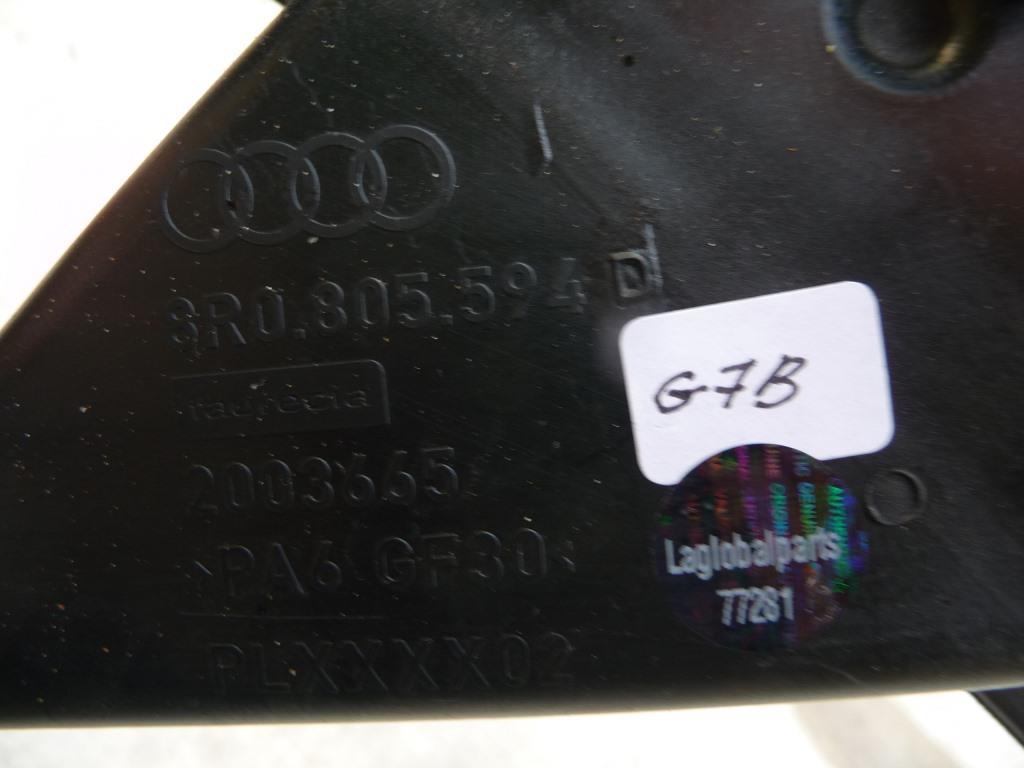 8R0.805.594 D
faurecia
2003665
>PA6 GF30<
PLXXXX02
G7B
Laglobalparts
77281